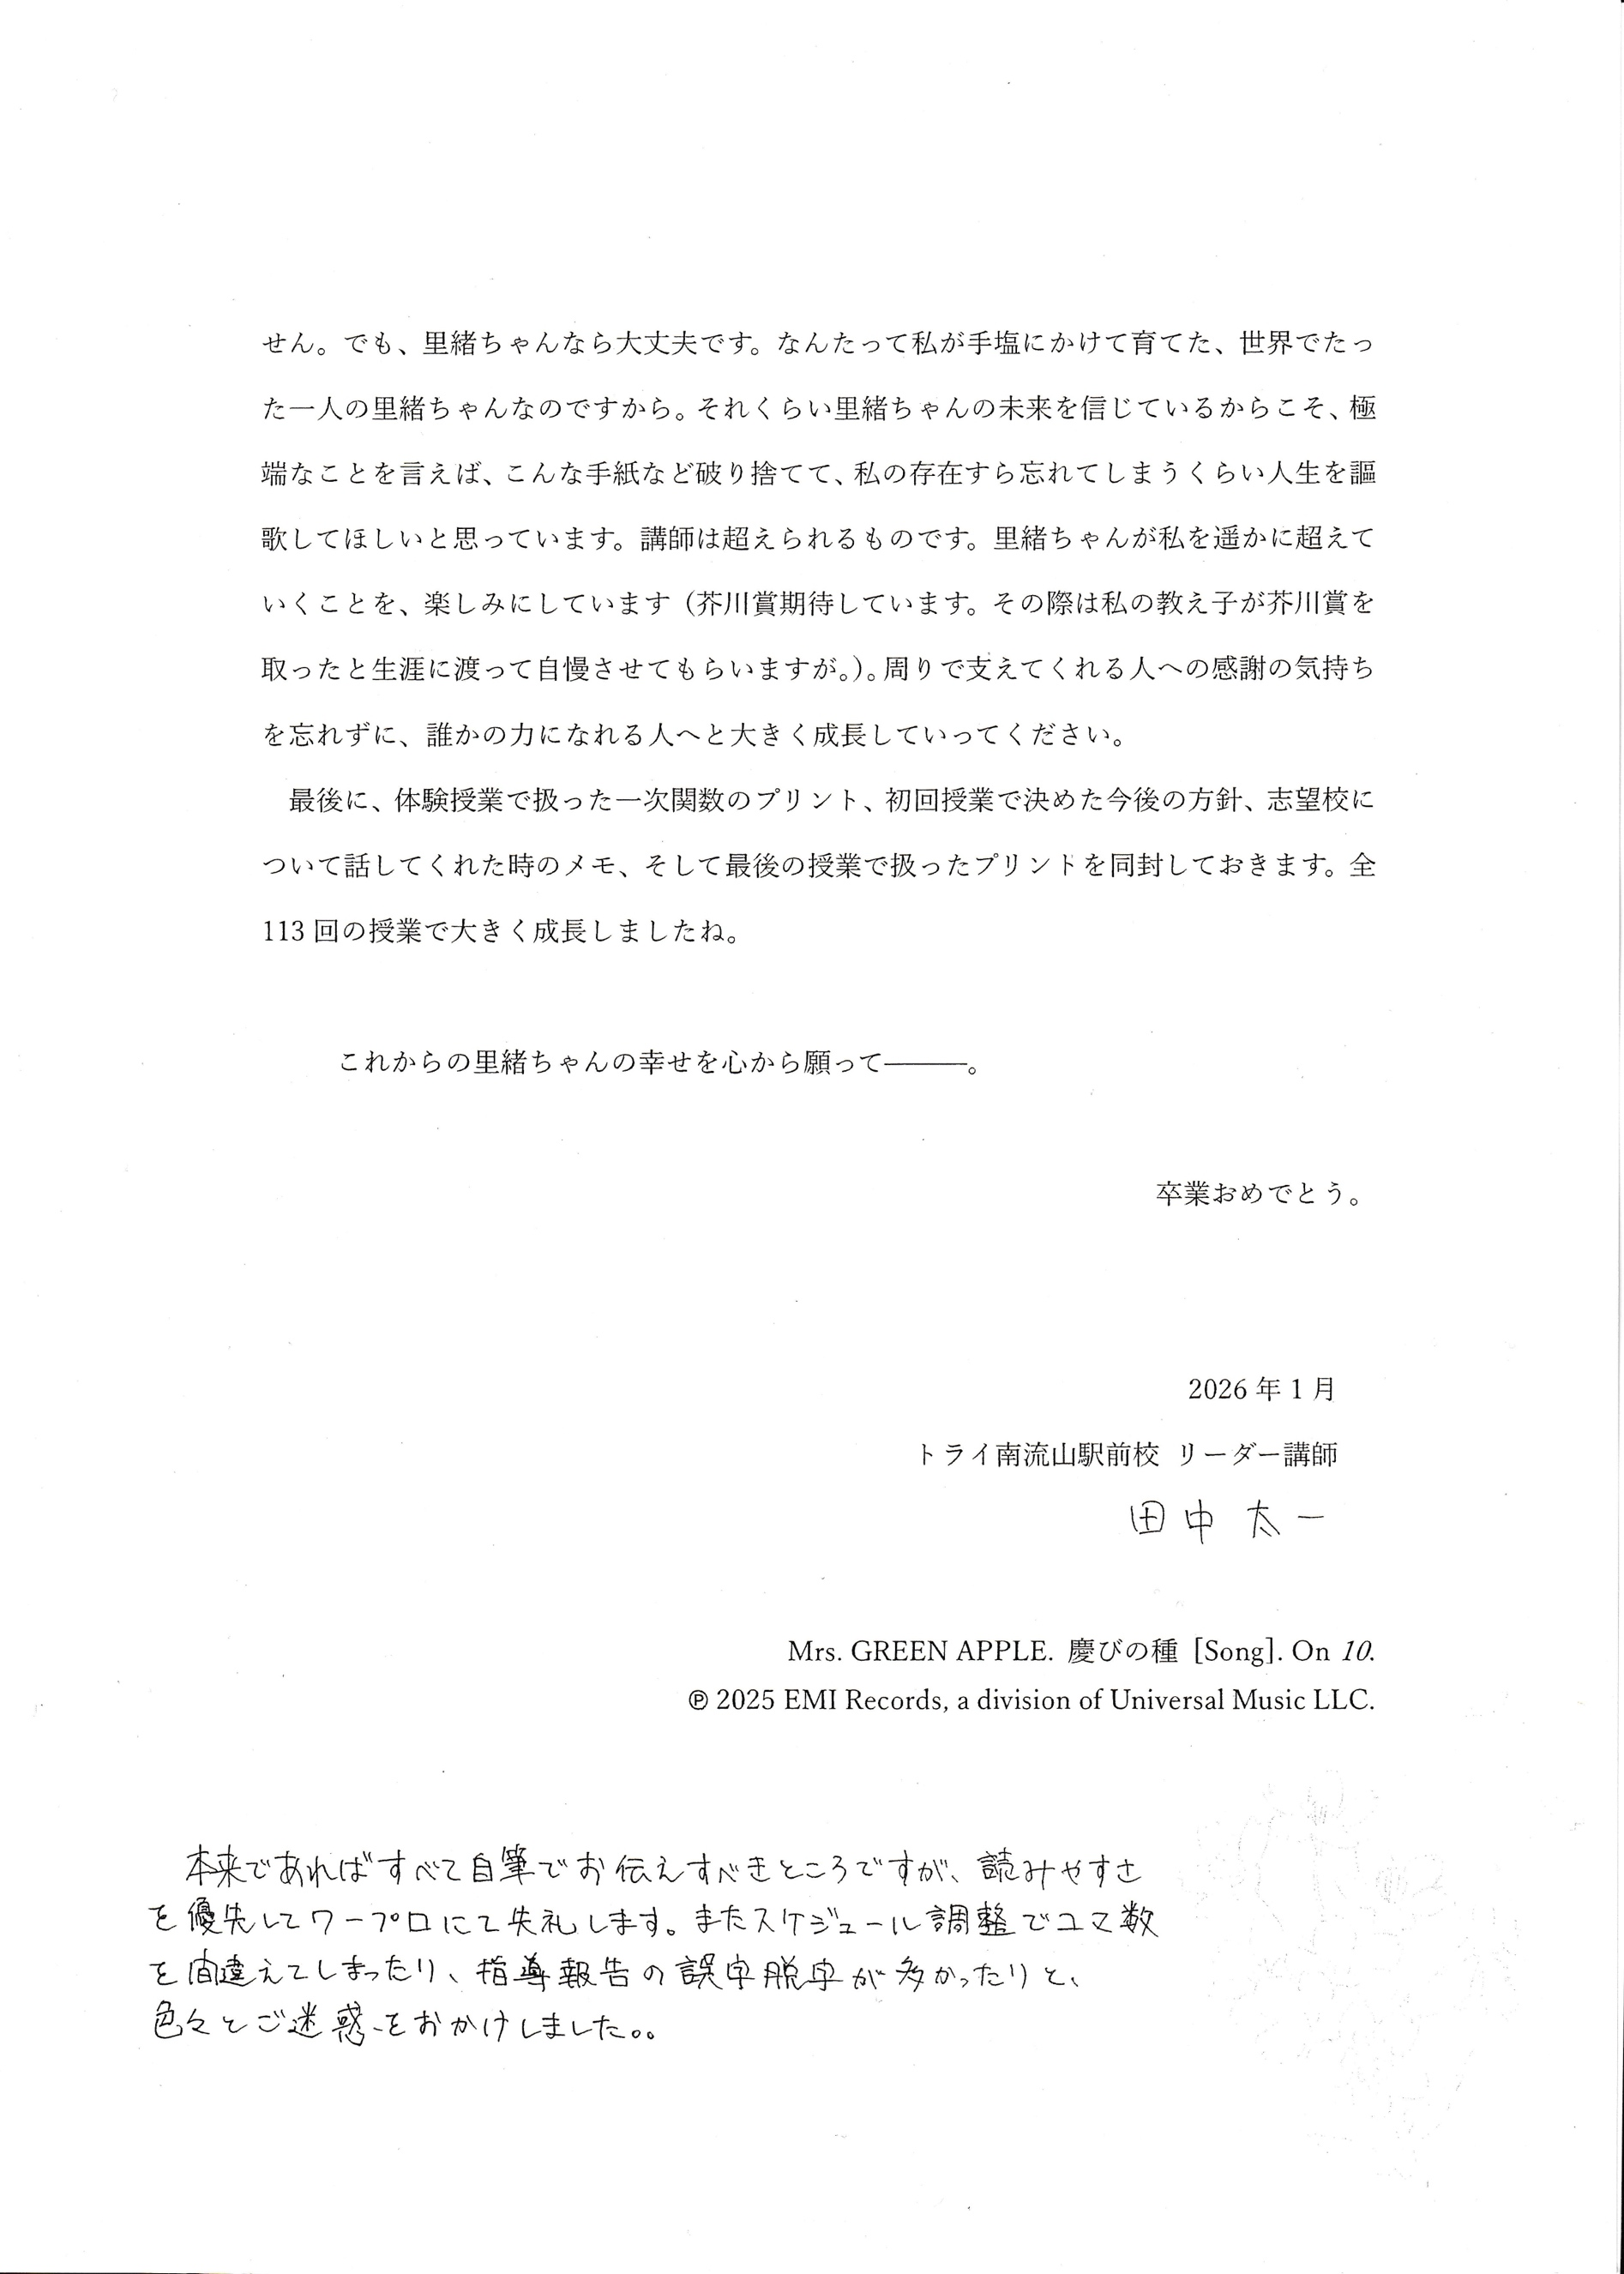 せん。でも、里緒ちゃんなら大丈夫です。なんたって私が手塩にかけて育てた、世界でたっ
た一人の里緒ちゃんなのですから。それくらい里緒ちゃんの未来を信じているからこそ、極
端なことを言えば、こんな手紙など破り捨てて、私の存在すら忘れてしまうくらい人生を謳
歌してほしいと思っています。講師は超えられるものです。里緒ちゃんが私を遥かに超えて
いくことを、楽しみにしています（芥川賞期待しています。その際は私の教え子が芥川賞を
取ったと生涯に渡って自慢させてもらいますが。）。周りで支えてくれる人への感謝の気持ち
を忘れずに、誰かの力になれる人へと大きく成長していってください。
　最後に、体験授業で扱った一次関数のプリント、初回授業で決めた今後の方針、志望校に
ついて話してくれた時のメモ、そして最後の授業で扱ったプリントを同封しておきます。全
113 回の授業で大きく成長しましたね。
これからの里緒ちゃんの幸せを心から願って―――。
卒業おめでとう。
2026 年 1 月
トライ南流山駅前校 リーダー講師
田中 太一
Mrs. GREEN APPLE. 慶びの種 [Song]. On 10.
℗ 2025 EMI Records, a division of Universal Music LLC.
本来であればすべて自筆でお伝えすべきところですが、読みやすさ
を優先してワープロにて失礼します。またスケジュール調整でコマ数
を間違えてしまったり、指導報告の誤字脱字が多かったりと、
色々とご迷惑をおかけしました。。